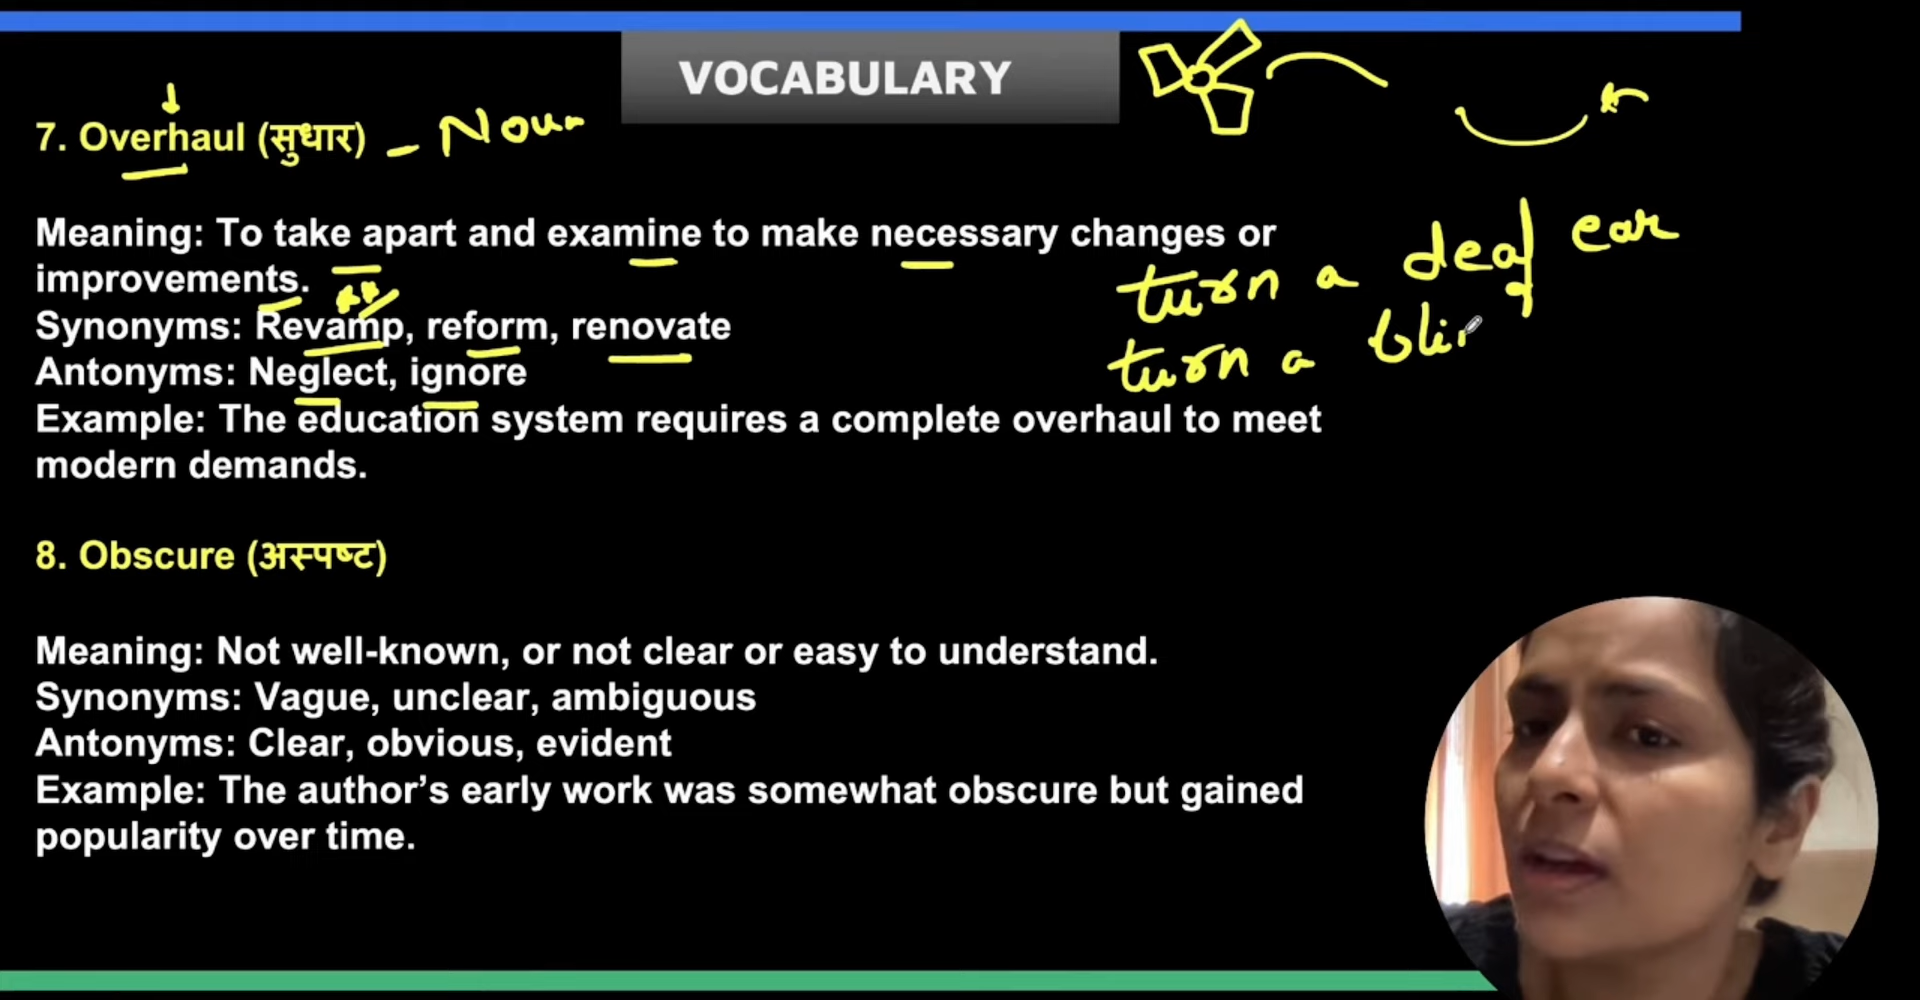 VOCABULARY
7. Overhaul (सुधार) - Noun
Meaning: To take apart and examine to make necessary changes or
improvements.
Synonyms: Revamp, reform, renovate
Antonyms: Neglect, ignore
Example: The education system requires a complete overhaul to meet
modern demands.
turn a deaf ear
turn a blin
8. Obscure (अस्पष्ट)
Meaning: Not well-known, or not clear or easy to understand.
Synonyms: Vague, unclear, ambiguous
Antonyms: Clear, obvious, evident
Example: The author’s early work was somewhat obscure but gained
popularity over time.